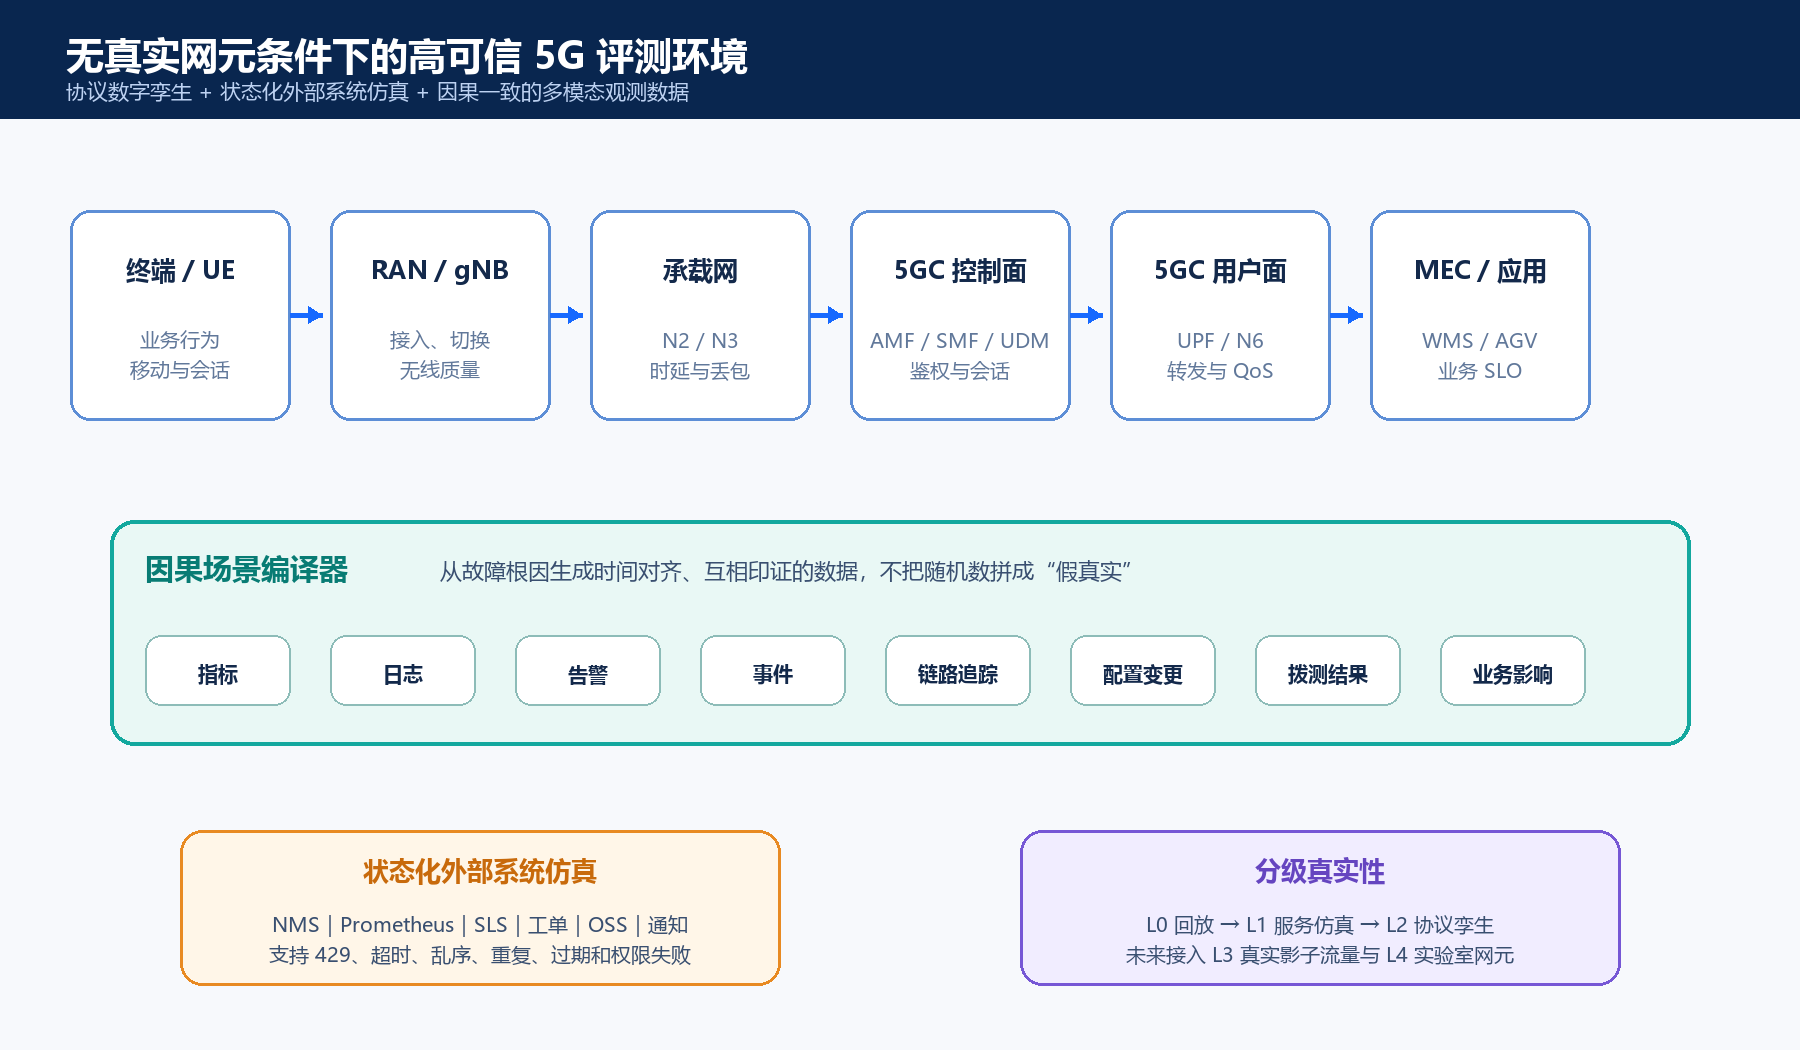 无真实网元条件下的高可信 5G 评测环境
协议数字孪生 + 状态化外部系统仿真 + 因果一致的多模态观测数据
终端 / UE
业务行为
移动与会话
RAN / gNB
接入、切换
无线质量
承载网
N2 / N3
时延与丢包
5GC 控制面
AMF / SMF / UDM
鉴权与会话
5GC 用户面
UPF / N6
转发与 QoS
MEC / 应用
WMS / AGV
业务 SLO
因果场景编译器
从故障根因生成时间对齐、互相印证的数据，不把随机数拼成“假真实”
指标
日志
告警
事件
链路追踪
配置变更
拨测结果
业务影响
状态化外部系统仿真
NMS｜Prometheus｜SLS｜工单｜OSS｜通知
支持 429、超时、乱序、重复、过期和权限失败
分级真实性
L0 回放 → L1 服务仿真 → L2 协议孪生
未来接入 L3 真实影子流量与 L4 实验室网元